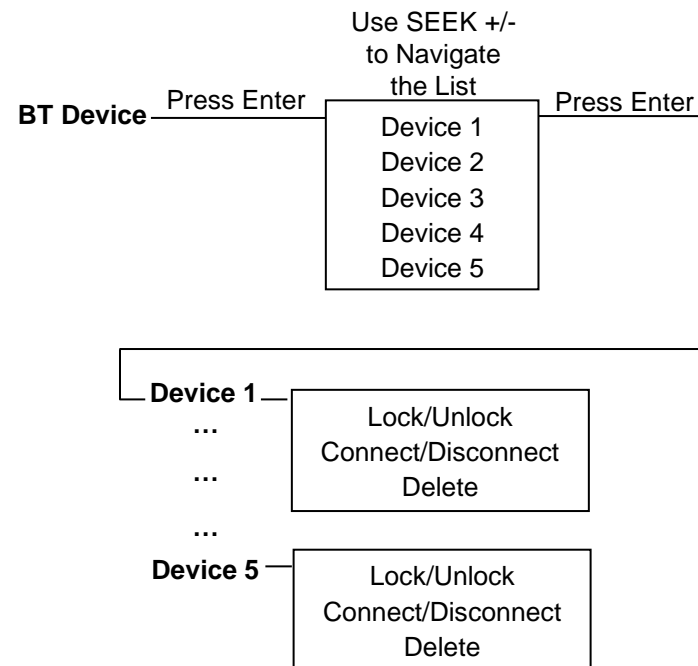 Use SEEK +/-
to Navigate
the List
BT Device
Press Enter
Device 1
Device 2
Device 3
Device 4
Device 5
Press Enter
Device 1
...
...
...
Device 5
Lock/Unlock
Connect/Disconnect
Delete
Lock/Unlock
Connect/Disconnect
Delete